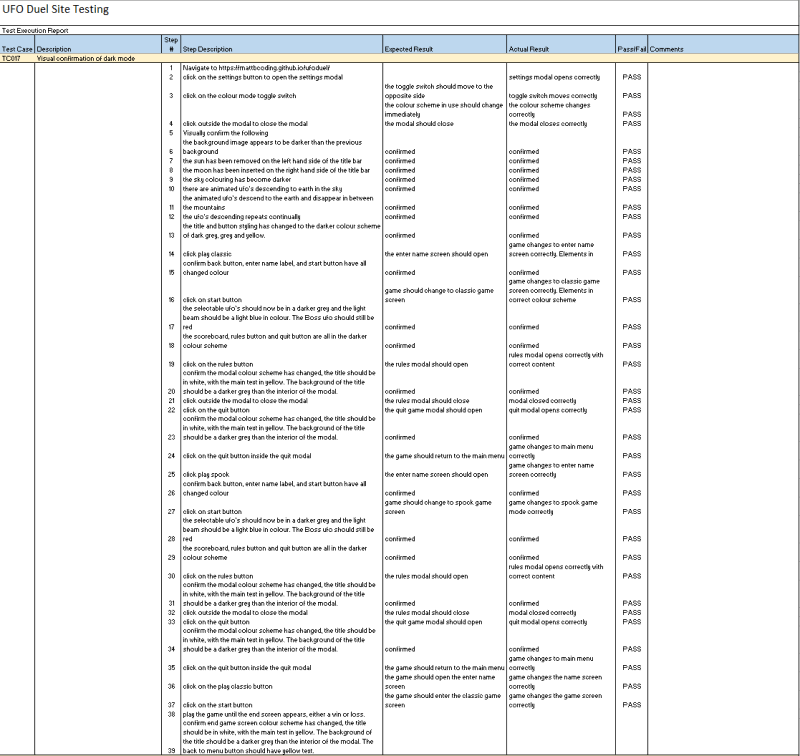 UFO Duel Site Testing
Test Execution Report
Test Case Description Step # Step Description Expected Result Actual Result Pass/Fail Comments
TC017 Visual confirmation of dark mode
1 Navigate to https://mattbcoding.github.io/ufoduel/
2 click on the settings button to open the settings modal settings modal opens correctly PASS
the toggle switch should move to the
3 click on the colour mode toggle switch opposite side toggle switch moves correctly PASS
the colour scheme in use should change the colour scheme changes
immediately correctly PASS
4 click outside the modal to close the modal the modal should close the modal closes correctly PASS
5 Visually confirm the following
the background image appears to be darker than the previous
6 background confirmed confirmed PASS
7 the sun has been removed on the left hand side of the title bar confirmed confirmed PASS
8 the moon has been inserted on the right hand side of the title bar confirmed confirmed PASS
9 the sky colouring has become darker confirmed confirmed PASS
10 there are animated ufo's descending to earth in the sky confirmed confirmed PASS
the animated ufo's descend to the earth and disappear in between
11 the mountains confirmed confirmed PASS
12 the ufo's descending repeats continually confirmed confirmed PASS
the title and button styling has changed to the darker colour scheme
13 of dark grey, grey and yellow. confirmed confirmed PASS
game changes to enter name
14 click play classic the enter name screen should open screen correctly. Elements in PASS
confirm back button, enter name label, and start button have all
15 changed colour confirmed confirmed PASS
game changes to classic game
game should change to classic game screen correctly. Elements in
16 click on start button screen correct colour scheme PASS
the selectable ufo's should now be in a darker grey and the light
beam should be a light blue in colour. The Eloss ufo should still be
17 red confirmed confirmed PASS
the scoreboard, rules button and quit button are all in the darker
18 colour scheme confirmed confirmed PASS
rules modal opens correctly with
19 click on the rules button the rules modal should open correct content PASS
confirm the modal colour scheme has changed, the title should be
in white, with the main test in yellow. The background of the title
20 should be a darker grey than the interior of the modal. confirmed confirmed PASS
21 click outside the modal to close the modal the rules modal should close modal closed correctly PASS
22 click on the quit button the quit game modal should open quit modal opens correctly PASS
confirm the modal colour scheme has changed, the title should be
in white, with the main test in yellow. The background of the title
23 should be a darker grey than the interior of the modal. confirmed confirmed PASS
game changes to main menu
24 click on the quit button inside the quit modal the game should return to the main menu correctly PASS
game changes to enter name
25 click play spook the enter name screen should open screen correctly PASS
confirm back button, enter name label, and start button have all
26 changed colour confirmed confirmed PASS
game should change to spook game game changes to spook game
27 click on start button screen mode correctly PASS
the selectable ufo's should now be in a darker grey and the light
beam should be a light blue in colour. The Eloss ufo should still be
28 red confirmed confirmed PASS
the scoreboard, rules button and quit button are all in the darker
29 colour scheme confirmed confirmed PASS
rules modal opens correctly with
30 click on the rules button the rules modal should open correct content PASS
confirm the modal colour scheme has changed, the title should be
in white, with the main test in yellow. The background of the title
31 should be a darker grey than the interior of the modal. confirmed confirmed PASS
32 click outside the modal to close the modal the rules modal should close modal closed correctly PASS
33 click on the quit button the quit game modal should open quit modal opens correctly PASS
confirm the modal colour scheme has changed, the title should be
in white, with the main test in yellow. The background of the title
34 should be a darker grey than the interior of the modal. confirmed confirmed PASS
game changes to main menu
35 click on the quit button inside the quit modal the game should return to the main menu correctly PASS
the game should open the enter name game changes the name screen
36 click on the play classic button screen correctly PASS
the game should enter the classic game game changes the game screen
37 click on the start button screen correctly PASS
38 play the game until the end screen appears, either a win or loss.
confirm end game screen colour scheme has changed, the title
should be in white, with the main test in yellow. The background of
the title should be a darker grey than the interior of the modal. The
39 back to menu button should have yellow test.